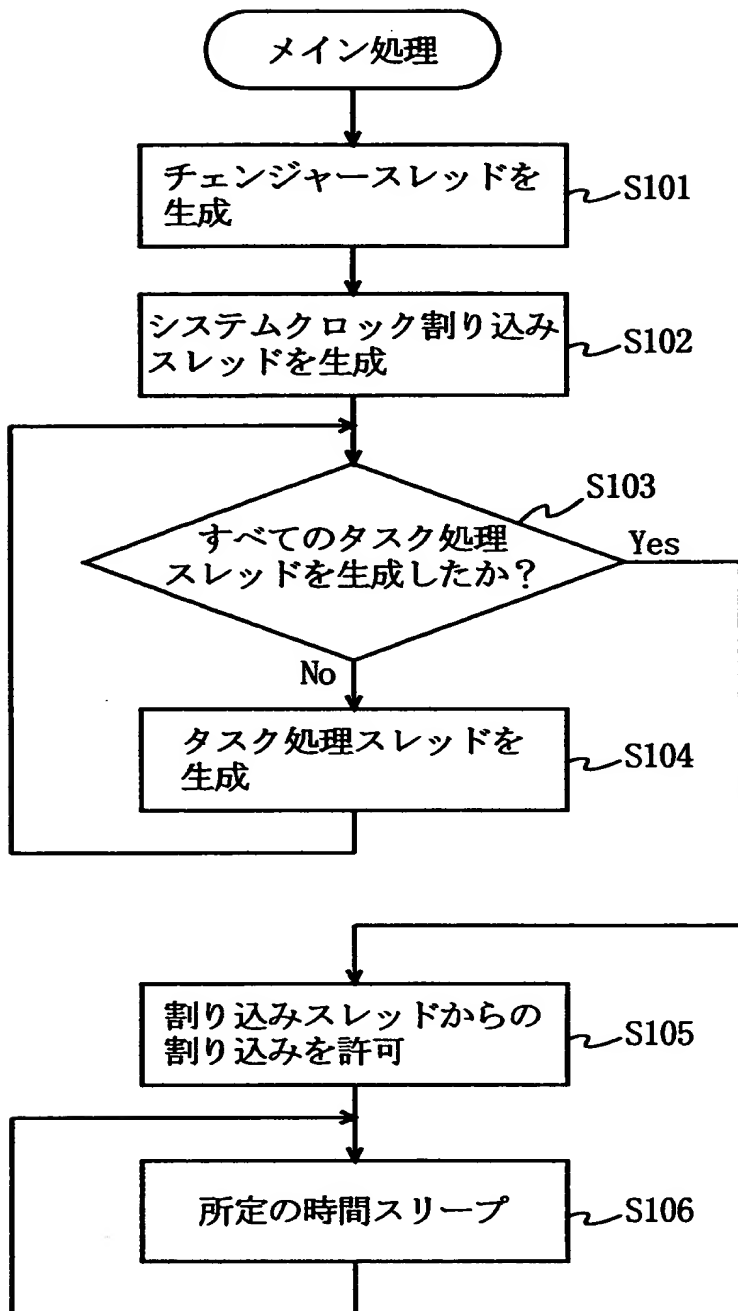 メイン処理
チェンジャースレッドを
生成
S101
システムクロック割り込み
スレッドを生成
S102
S103
すべてのタスク処理
スレッドを生成したか？
Yes
No
タスク処理スレッドを
生成
S104
割り込みスレッドからの
割り込みを許可
S105
所定の時間スリープ
S106